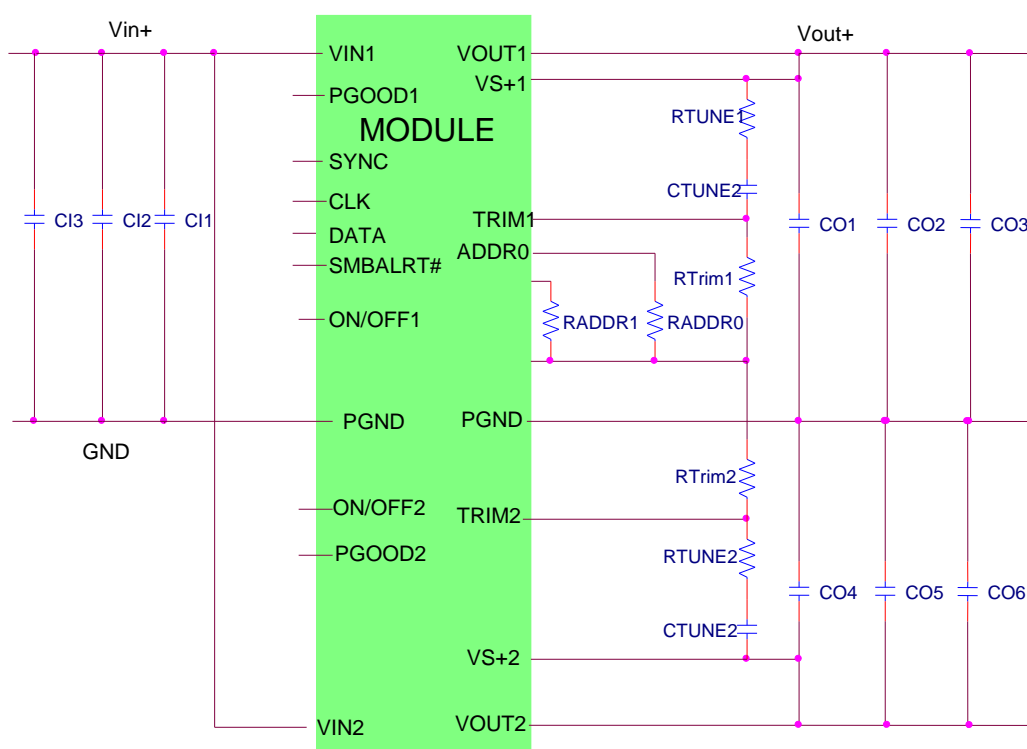 Vin+
Vout+
VIN1
VOUT1
VS+1
PGOOD1
RTUNE1
MODULE
SYNC
CTUNE2
CLK
CI3
CI2
CI1
TRIM1
CO1
CO2
CO3
DATA
ADDR0
SMBALRT#
RTrim1
ON/OFF1
RADDR1
RADDR0
PGND
PGND
GND
RTrim2
ON/OFF2
TRIM2
PGOOD2
RTUNE2
CO4
CO5
CO6
CTUNE2
VS+2
VIN2
VOUT2